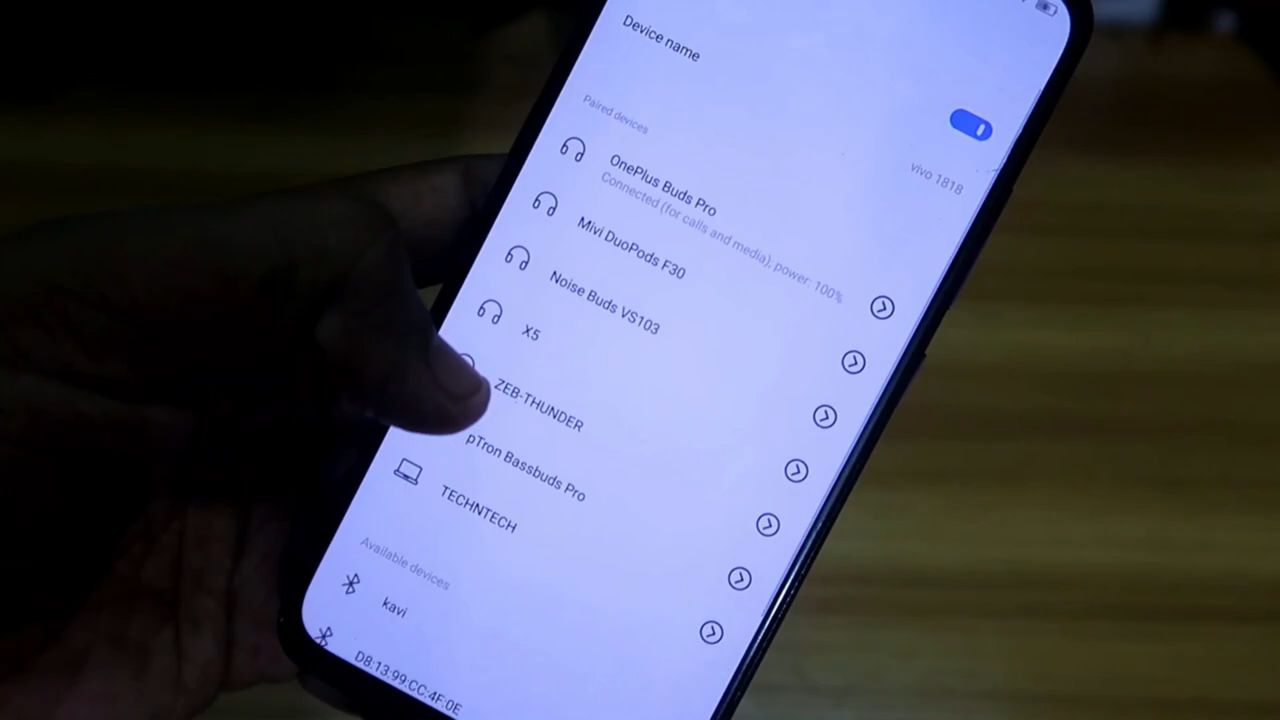 Device name
vivo 1818
Paired devices
OnePlus Buds Pro
Connected (for calls and media), power: 100%
Mivi DuoPods F30
Noise Buds VS103
X5
ZEB-THUNDER
pTron Bassbuds Pro
TECHNTECH
Available devices
kavi
D8:13:99:CC:4F:0E